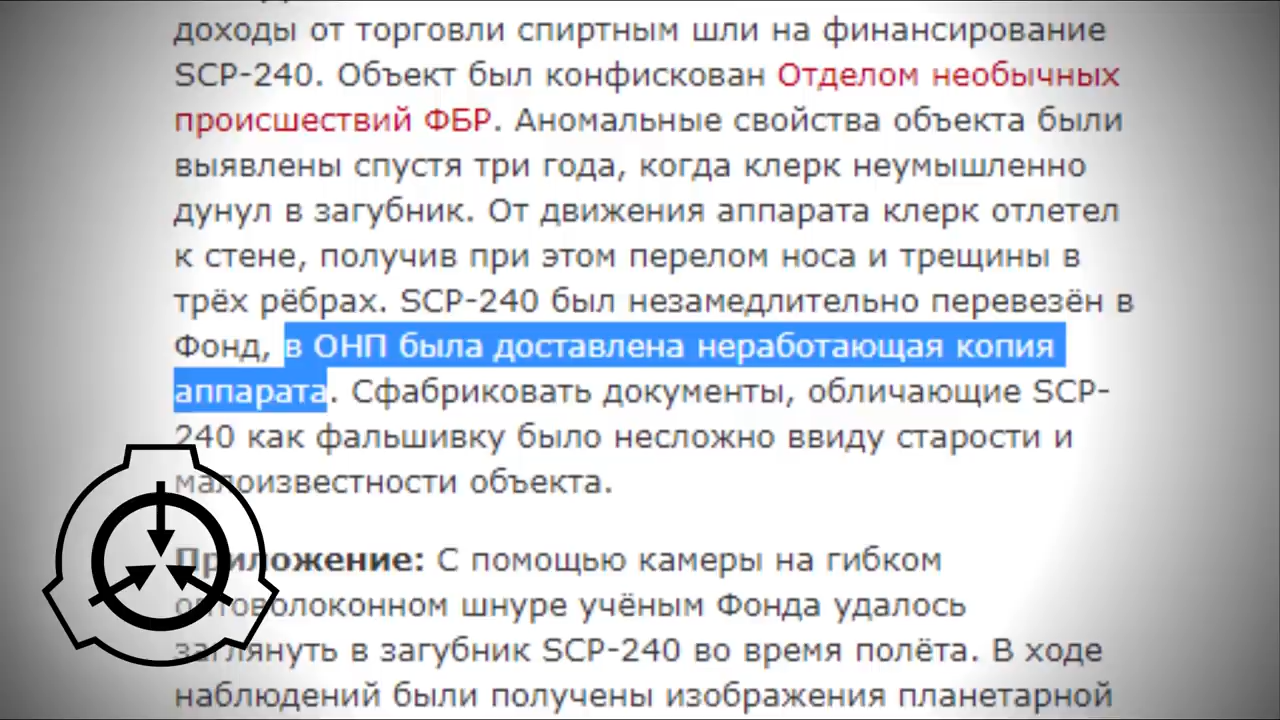 доходы от торговли спиртным шли на финансирование
SCP-240. Объект был конфискован Отделом необычных
происшествий ФБР. Аномальные свойства объекта были
выявлены спустя три года, когда клерк неумышленно
дунул в загубник. От движения аппарата клерк отлетел
к стене, получив при этом перелом носа и трещины в
трёх рёбрах. SCP-240 был незамедлительно перевезён в
Фонд, в ОНП была доставлена неработающая копия
аппарата. Сфабриковать документы, обличающие SCP-
240 как фальшивку было несложно ввиду старости и
малоизвестности объекта.
Приложение: С помощью камеры на гибком
оптоволоконном шнуре учёным Фонда удалось
заглянуть в загубник SCP-240 во время полёта. В ходе
наблюдений были получены изображения планетарной